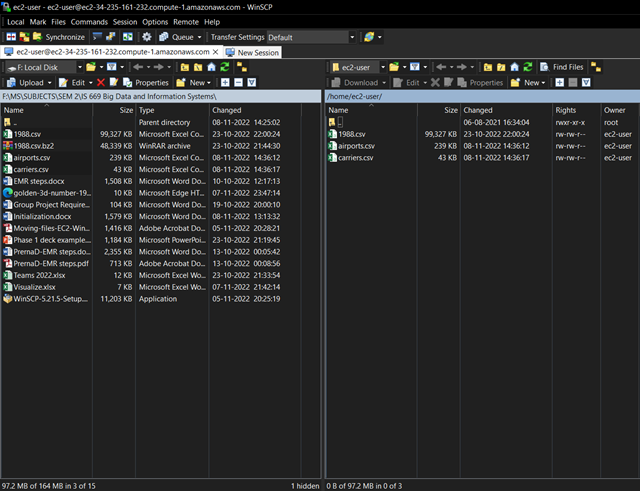 ec2-user - ec2-user@ec2-34-235-161-232.compute-1.amazonaws.com - WinSCP
Local Mark Files Commands Session Options Remote Help
Synchronize Queue Transfer Settings Default
ec2-user@ec2-34-235-161-232.compute-1.amazonaws.com × New Session
F: Local Disk ec2-user Find Files
Upload Edit Properties New Download Edit Properties New
F:\MS\SUBJECTS\SEM 2\IS 669 Big Data and Information Systems\ /home/ec2-user/
Name Size Type Changed Name Size Changed Rights Owner
.. Parent directory 08-11-2022 14:25:02 .. 06-08-2021 16:34:04 rwxr-xr-x root
1988.csv 99,327 KB Microsoft Excel Co... 23-10-2022 22:00:24 1988.csv 99,327 KB 23-10-2022 22:00:24 rw-rw-r-- ec2-user
1988.csv.bz2 48,339 KB WinRAR archive 23-10-2022 21:44:30 airports.csv 239 KB 08-11-2022 14:36:12 rw-rw-r-- ec2-user
airports.csv 239 KB Microsoft Excel Co... 08-11-2022 14:36:12 carriers.csv 43 KB 08-11-2022 14:36:17 rw-rw-r-- ec2-user
carriers.csv 43 KB Microsoft Excel Co... 08-11-2022 14:36:17
EMR steps.docx 1,508 KB Microsoft Word Do... 10-10-2022 12:17:13
golden-3d-number-19... 10 KB Microsoft Edge HT... 07-11-2022 23:47:14
Group Project Require... 104 KB Microsoft Word Do... 19-10-2022 20:00:10
Initialization.docx 1,579 KB Microsoft Word Do... 08-11-2022 13:13:32
Moving-files-EC2-Win... 1,416 KB Adobe Acrobat Do... 05-11-2022 20:28:21
Phase 1 deck example... 1,184 KB Microsoft PowerPoi... 23-10-2022 21:19:45
PrernaD-EMR steps.do... 2,355 KB Microsoft Word Do... 13-10-2022 00:05:42
PrernaD-EMR steps.pdf 713 KB Adobe Acrobat Do... 13-10-2022 00:08:56
Teams 2022.xlsx 12 KB Microsoft Excel Wo... 23-10-2022 21:33:54
Visualize.xlsx 7 KB Microsoft Excel Wo... 07-11-2022 21:42:14
WinSCP-5.21.5-Setup.... 11,203 KB Application 05-11-2022 20:25:19
97.2 MB of 164 MB in 3 of 15 1 hidden 0 B of 97.2 MB in 0 of 3